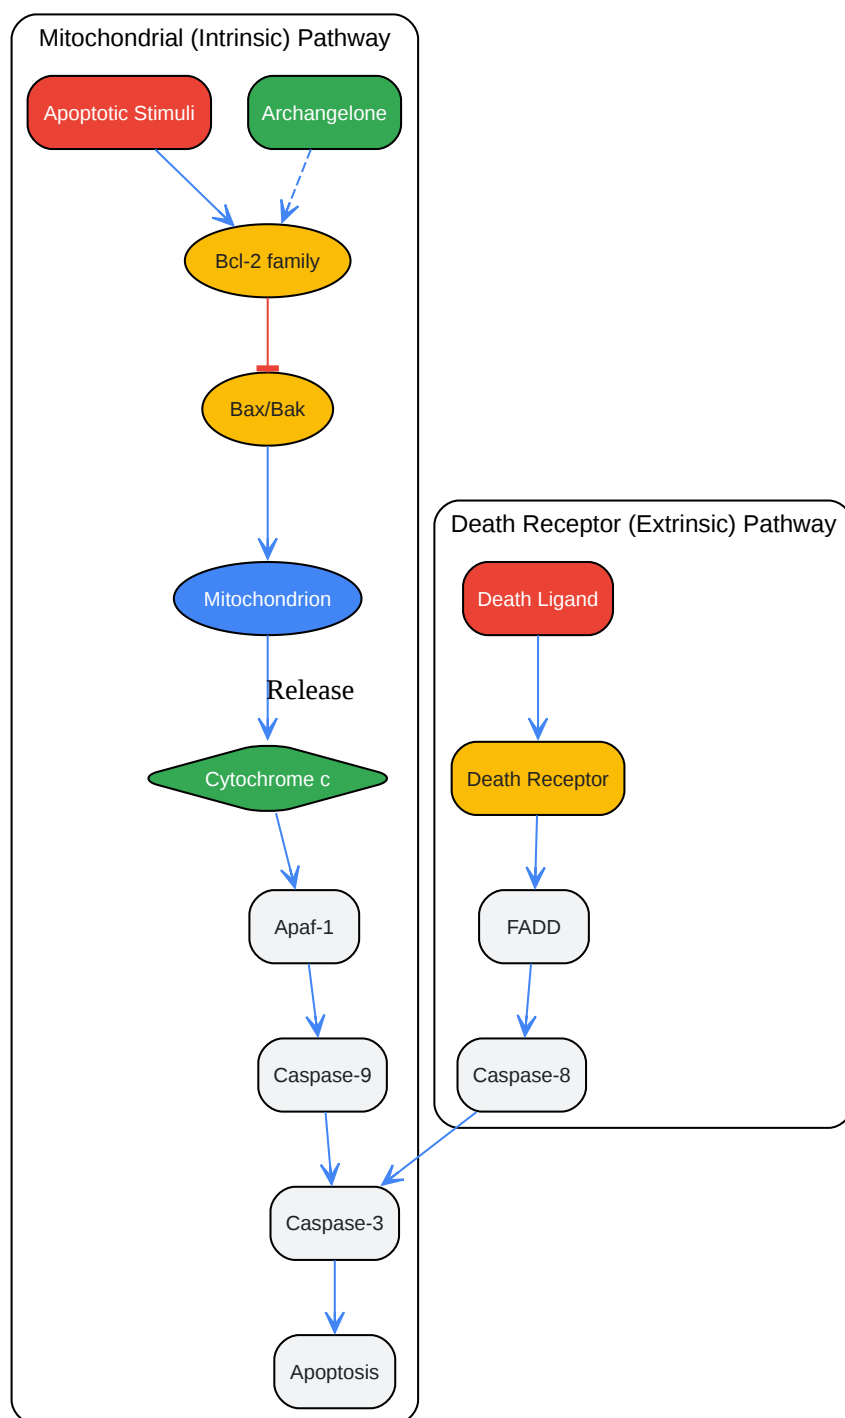 Mitochondrial (Intrinsic) Pathway
Apoptotic Stimuli
Archangelone
Bcl-2 family
Bax/Bak
Mitochondrion
Release
Cytochrome c
Apaf-1
Caspase-9
Caspase-3
Apoptosis
Death Receptor (Extrinsic) Pathway
Death Ligand
Death Receptor
FADD
Caspase-8